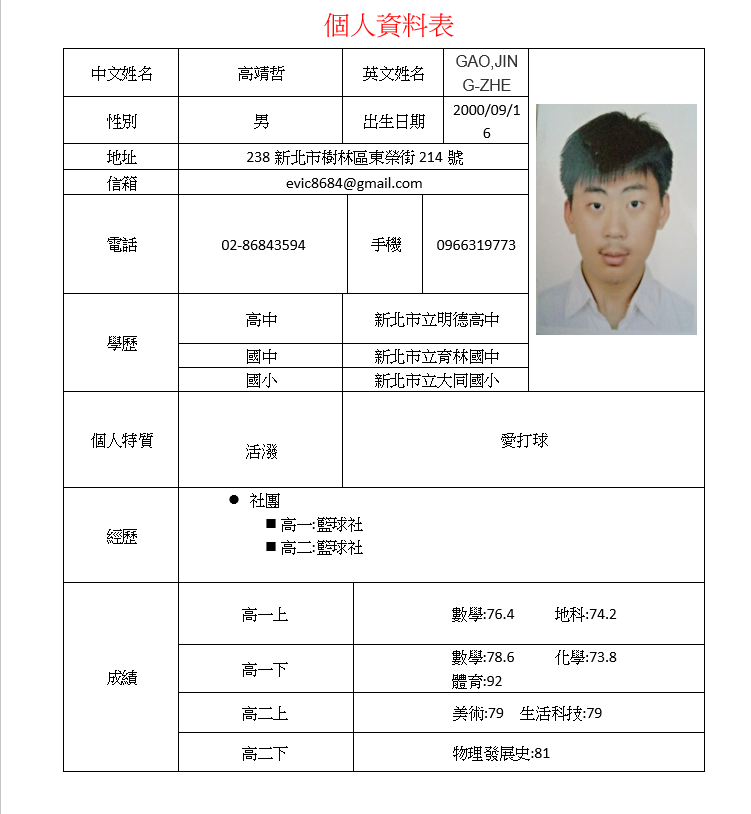 個人資料表
中文姓名 高靖哲 英文姓名 GAO,JIN
G-ZHE
性別 男 出生日期 2000/09/1
6
地址 238 新北市樹林區東榮街 214 號
信箱 evic8684@gmail.com
電話 02-86843594 手機 0966319773
學歷
高中 新北市立明德高中
國中 新北市立育林國中
國小 新北市立大同國小
個人特質 活潑 愛打球
經歷
● 社團
■ 高一:籃球社
■ 高二:籃球社
成績
高一上 數學:76.4 地科:74.2
高一下 數學:78.6 化學:73.8
體育:92
高二上 美術:79 生活科技:79
高二下 物理發展史:81